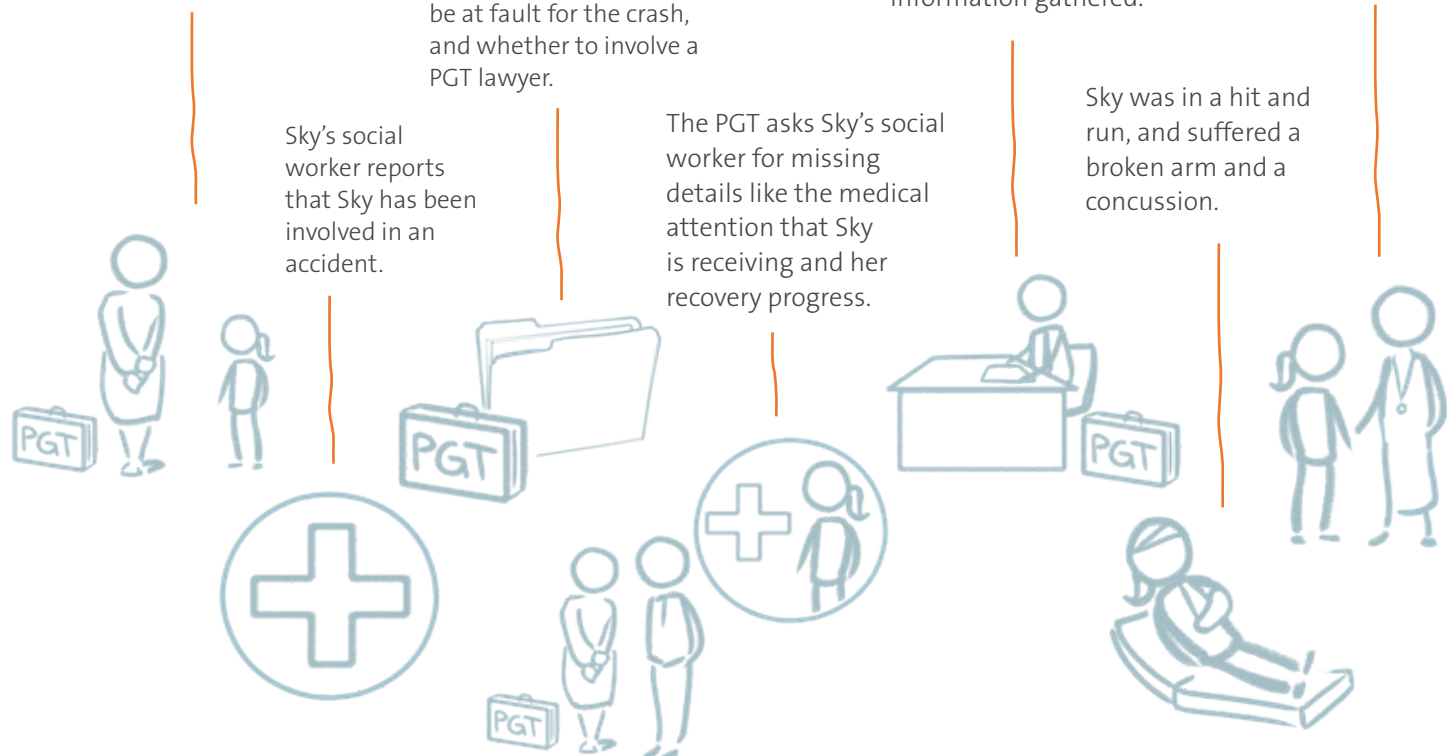 be at fault for the crash,
and whether to involve a
PGT lawyer.
information gathered.
Sky’s social
worker reports
that Sky has been
involved in an
accident.
The PGT asks Sky’s social
worker for missing
details like the medical
attention that Sky
is receiving and her
recovery progress.
Sky was in a hit and
run, and suffered a
broken arm and a
concussion.
PGT
PGT
PGT
PGT